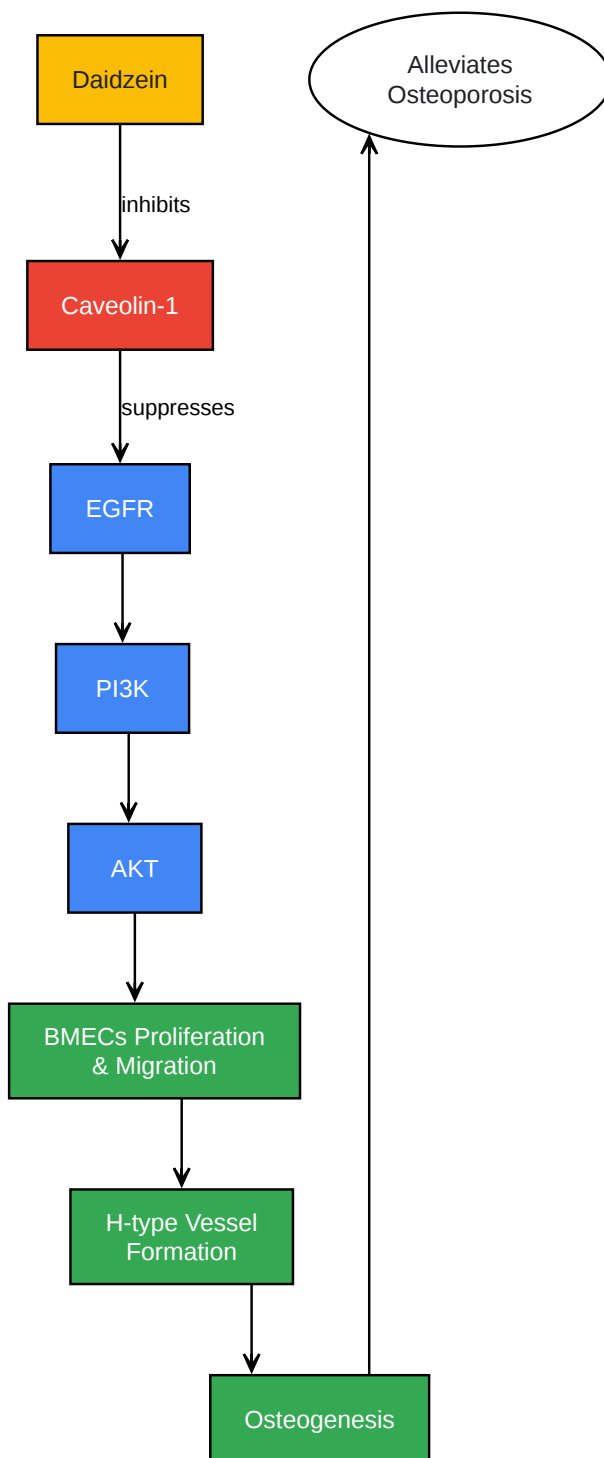 Daidzein
Alleviates
Osteoporosis
inhibits
Caveolin-1
suppresses
EGFR
PI3K
AKT
BMECs Proliferation
& Migration
H-type Vessel
Formation
Osteogenesis